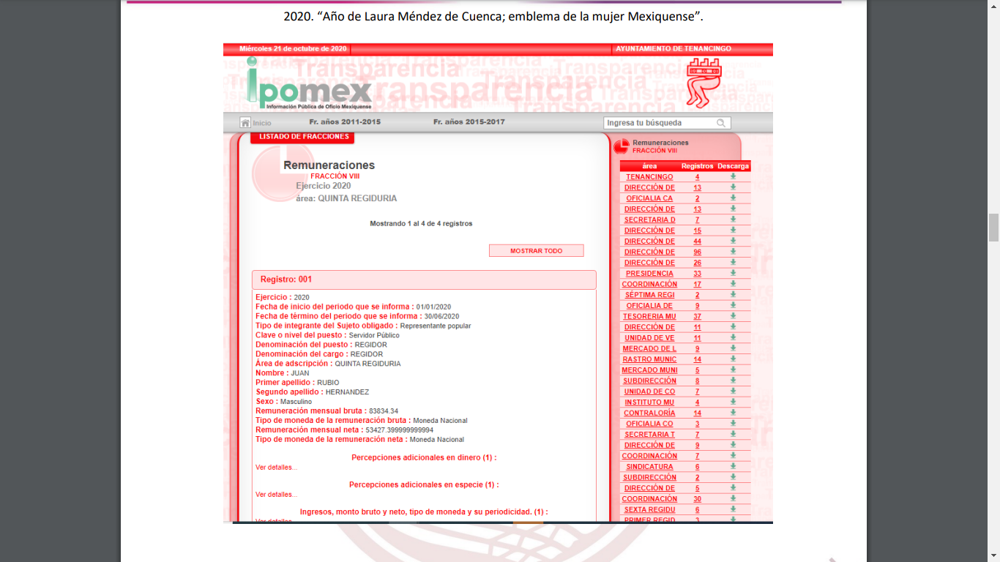 2020. “Año de Laura Méndez de Cuenca; emblema de la mujer Mexiquense”.
Miércoles 21 de octubre de 2020
AYUNTAMIENTO DE TENANCINGO
Transparencia
ipomex
Información Pública de Oficio Mexiquense
Inicio
Fr. años 2011-2015
Fr. años 2015-2017
Ingresa tu búsqueda
LISTADO DE FRACCIONES
Remuneraciones
FRACCIÓN VIII
Ejercicio 2020
área: QUINTA REGIDURIA
Mostrando 1 al 4 de 4 registros
MOSTRAR TODO
Registro: 001
Ejercicio : 2020
Fecha de inicio del periodo que se informa : 01/01/2020
Fecha de término del periodo que se informa : 30/06/2020
Tipo de integrante del Sujeto obligado : Representante popular
Clave o nivel del puesto : Servidor Público
Denominación del puesto : REGIDOR
Denominación del cargo : REGIDOR
Área de adscripción : QUINTA REGIDURIA
Nombre : JUAN
Primer apellido : RUBIO
Segundo apellido : HERNANDEZ
Sexo : Masculino
Remuneración mensual bruta : 83834.34
Tipo de moneda de la remuneración bruta : Moneda Nacional
Remuneración mensual neta : 53427.399999999994
Tipo de moneda de la remuneración neta : Moneda Nacional
Percepciones adicionales en dinero (1) :
Ver detalles...
Percepciones adicionales en especie (1) :
Ver detalles...
Ingresos, monto bruto y neto, tipo de moneda y su periodicidad. (1) :
Ver detalles...
Remuneraciones
FRACCIÓN VIII
área Registros Descarga
TENANCINGO 4
DIRECCIÓN DE 13
OFICIALIA CA 2
DIRECCIÓN DE 13
SECRETARIA D 7
DIRECCIÓN DE 15
DIRECCIÓN DE 44
DIRECCIÓN DE 96
DIRECCIÓN DE 26
PRESIDENCIA 33
COORDINACIÓN 17
SÉPTIMA REGI 2
OFICIALIA DE 9
TESORERIA MU 37
DIRECCIÓN DE 11
UNIDAD DE VE 11
MERCADO DE L 9
RASTRO MUNIC 14
MERCADO MUNI 5
SUBDIRECCIÓN 8
UNIDAD DE CO 7
INSTITUTO MU 4
CONTRALORÍA 14
OFICIALIA CO 3
SECRETARIA T 7
DIRECCIÓN DE 9
COORDINACIÓN 7
SINDICATURA 6
SUBDIRECCIÓN 2
DIRECCIÓN DE 5
COORDINACIÓN 30
SEXTA REGIDU 6
PRIMER REGID 3